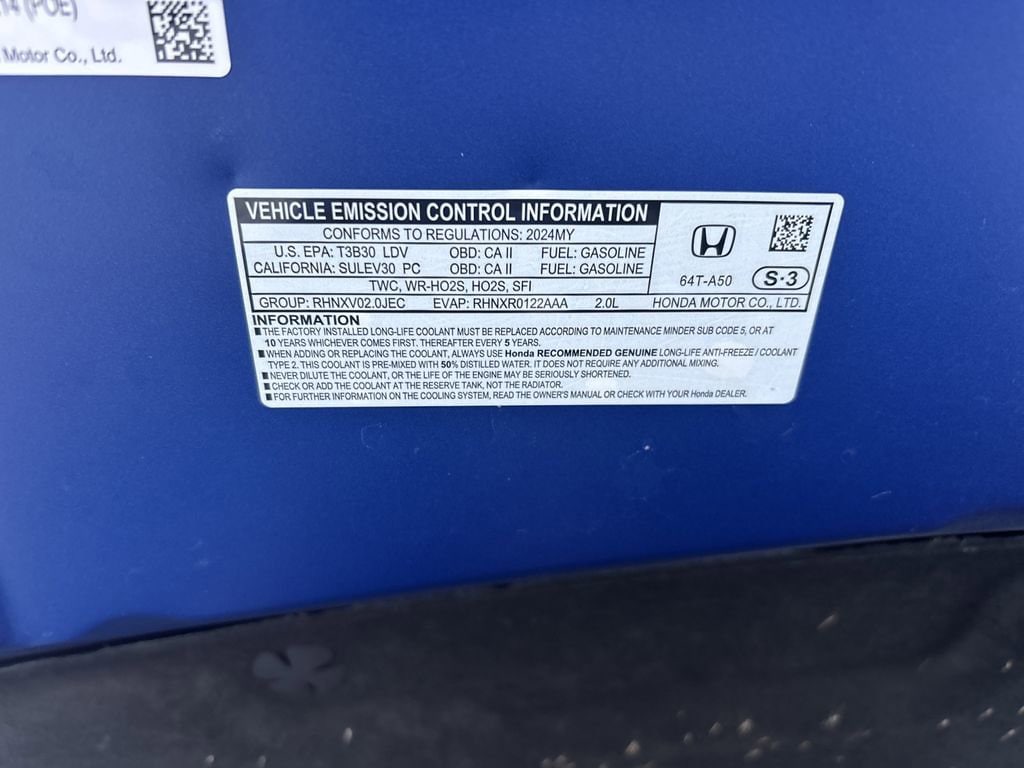 14 (POE)
Motor Co., Ltd.
VEHICLE EMISSION CONTROL INFORMATION
CONFORMS TO REGULATIONS: 2024MY
U.S. EPA: T3B30 LDV OBD: CA II FUEL: GASOLINE
CALIFORNIA: SULEV30 PC OBD: CA II FUEL: GASOLINE
TWC, WR-HO2S, HO2S, SFI
64T-A50 S·3
GROUP: RHNXV02.0JEC EVAP: RHNXR0122AAA 2.0L HONDA MOTOR CO., LTD.
INFORMATION
■ THE FACTORY INSTALLED LONG-LIFE COOLANT MUST BE REPLACED ACCORDING TO MAINTENANCE MINDER SUB CODE 5, OR AT
10 YEARS WHICHEVER COMES FIRST. THEREAFTER EVERY 5 YEARS.
■ WHEN ADDING OR REPLACING THE COOLANT, ALWAYS USE Honda RECOMMENDED GENUINE LONG-LIFE ANTI-FREEZE / COOLANT
TYPE 2. THIS COOLANT IS PRE-MIXED WITH 50% DISTILLED WATER. IT DOES NOT REQUIRE ANY ADDITIONAL MIXING.
■ NEVER DILUTE THE COOLANT, OR THE LIFE OF THE ENGINE MAY BE SERIOUSLY SHORTENED.
■ CHECK OR ADD THE COOLANT AT THE RESERVE TANK, NOT THE RADIATOR.
■ FOR FURTHER INFORMATION ON THE COOLING SYSTEM, READ THE OWNER'S MANUAL OR CHECK WITH YOUR Honda DEALER.